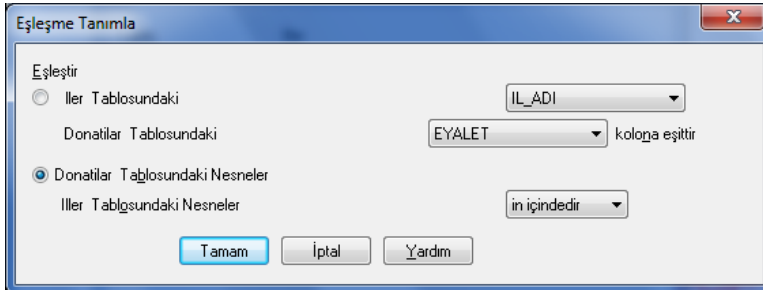 Eşleşme Tanımla
Eşleştir
Iler Tablosundaki IL_ADI
Donatilar Tablosundaki EYALET kolona eşittir
Donatilar Tablosundaki Nesneler
Iller Tablosundaki Nesneler in içindedir
Tamam İptal Yardım